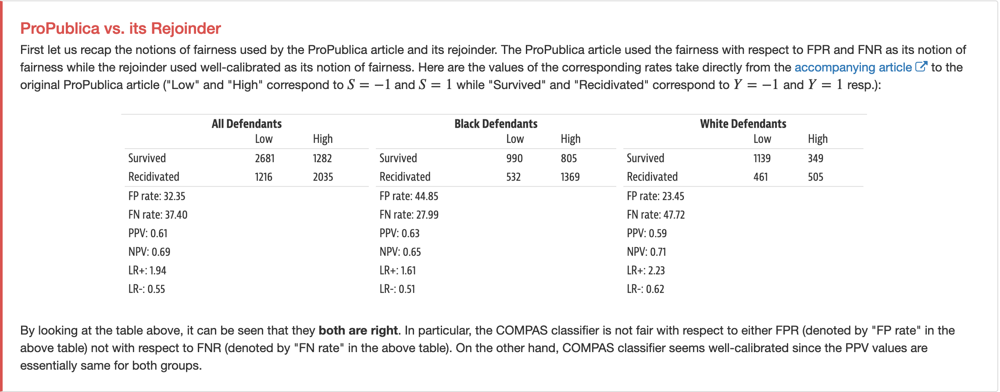 ProPublica vs. its Rejoinder
First let us recap the notions of fairness used by the ProPublica article and its rejoinder. The ProPublica article used the fairness with respect to FPR and FNR as its notion of
fairness while the rejoinder used well-calibrated as its notion of fairness. Here are the values of the corresponding rates take directly from the accompanying article to the
original ProPublica article ("Low" and "High" correspond to S = −1 and S = 1 while "Survived" and "Recidivated" correspond to Y = −1 and Y = 1 resp.):
All Defendants Black Defendants White Defendants
Low High Low High Low High
Survived 2681 1282 Survived 990 805 Survived 1139 349
Recidivated 1216 2035 Recidivated 532 1369 Recidivated 461 505
FP rate: 32.35 FP rate: 44.85 FP rate: 23.45
FN rate: 37.40 FN rate: 27.99 FN rate: 47.72
PPV: 0.61 PPV: 0.63 PPV: 0.59
NPV: 0.69 NPV: 0.65 NPV: 0.71
LR+: 1.94 LR+: 1.61 LR+: 2.23
LR-: 0.55 LR-: 0.51 LR-: 0.62
By looking at the table above, it can be seen that they both are right. In particular, the COMPAS classifier is not fair with respect to either FPR (denoted by "FP rate" in the
above table) not with respect to FNR (denoted by "FN rate" in the above table). On the other hand, COMPAS classifier seems well-calibrated since the PPV values are
essentially same for both groups.